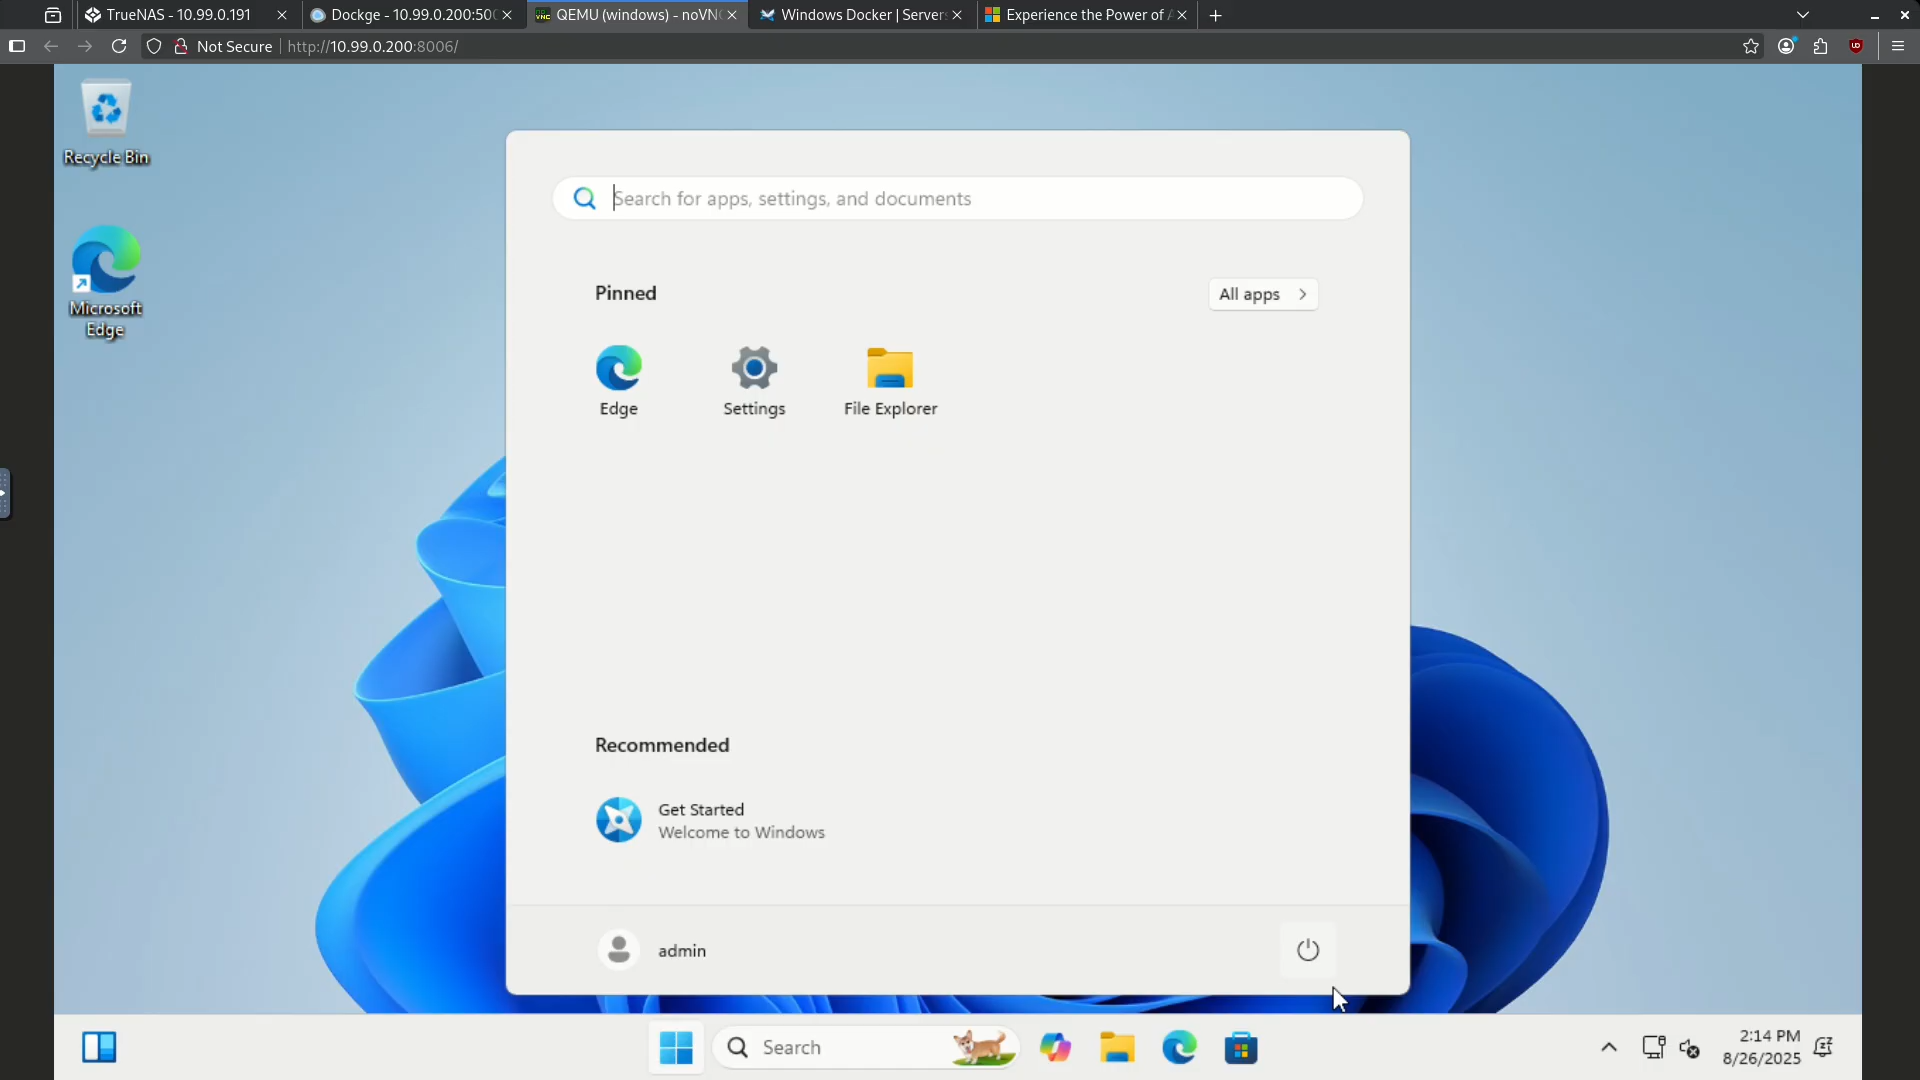 TrueNAS - 10.99.0.191
Dockge - 10.99.0.200:500
QEMU (windows) - noVNC
Windows Docker | Servers
Experience the Power of A
Not Secure
http://10.99.0.200:8006/
Recycle Bin
Microsoft
Edge
Search for apps, settings, and documents
Pinned
All apps
Edge
Settings
File Explorer
Recommended
Get Started
Welcome to Windows
admin
Search
2:14 PM
8/26/2025